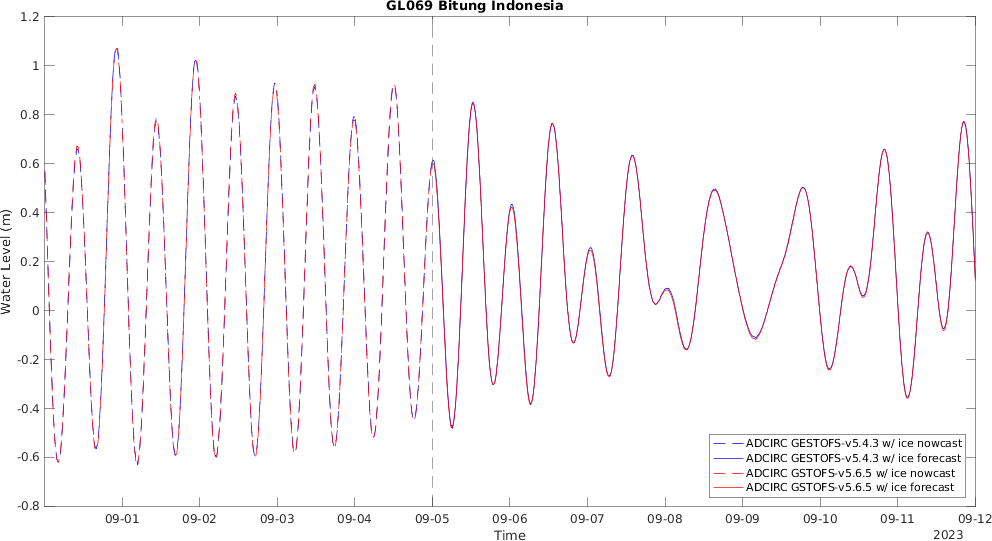 GL069 Bitung Indonesia
1.2
1
0.8
0.6
0.4
0.2
0
-0.2
-0.4
-0.6
-0.8
Water Level (m)
ADCIRC GESTOFS-v5.4.3 w/ ice nowcast
ADCIRC GESTOFS-v5.4.3 w/ ice forecast
ADCIRC GSTOFS-v5.6.5 w/ ice nowcast
ADCIRC GSTOFS-v5.6.5 w/ ice forecast
09-01 09-02 09-03 09-04 09-05 09-06 09-07 09-08 09-09 09-10 09-11 09-12
Time
2023